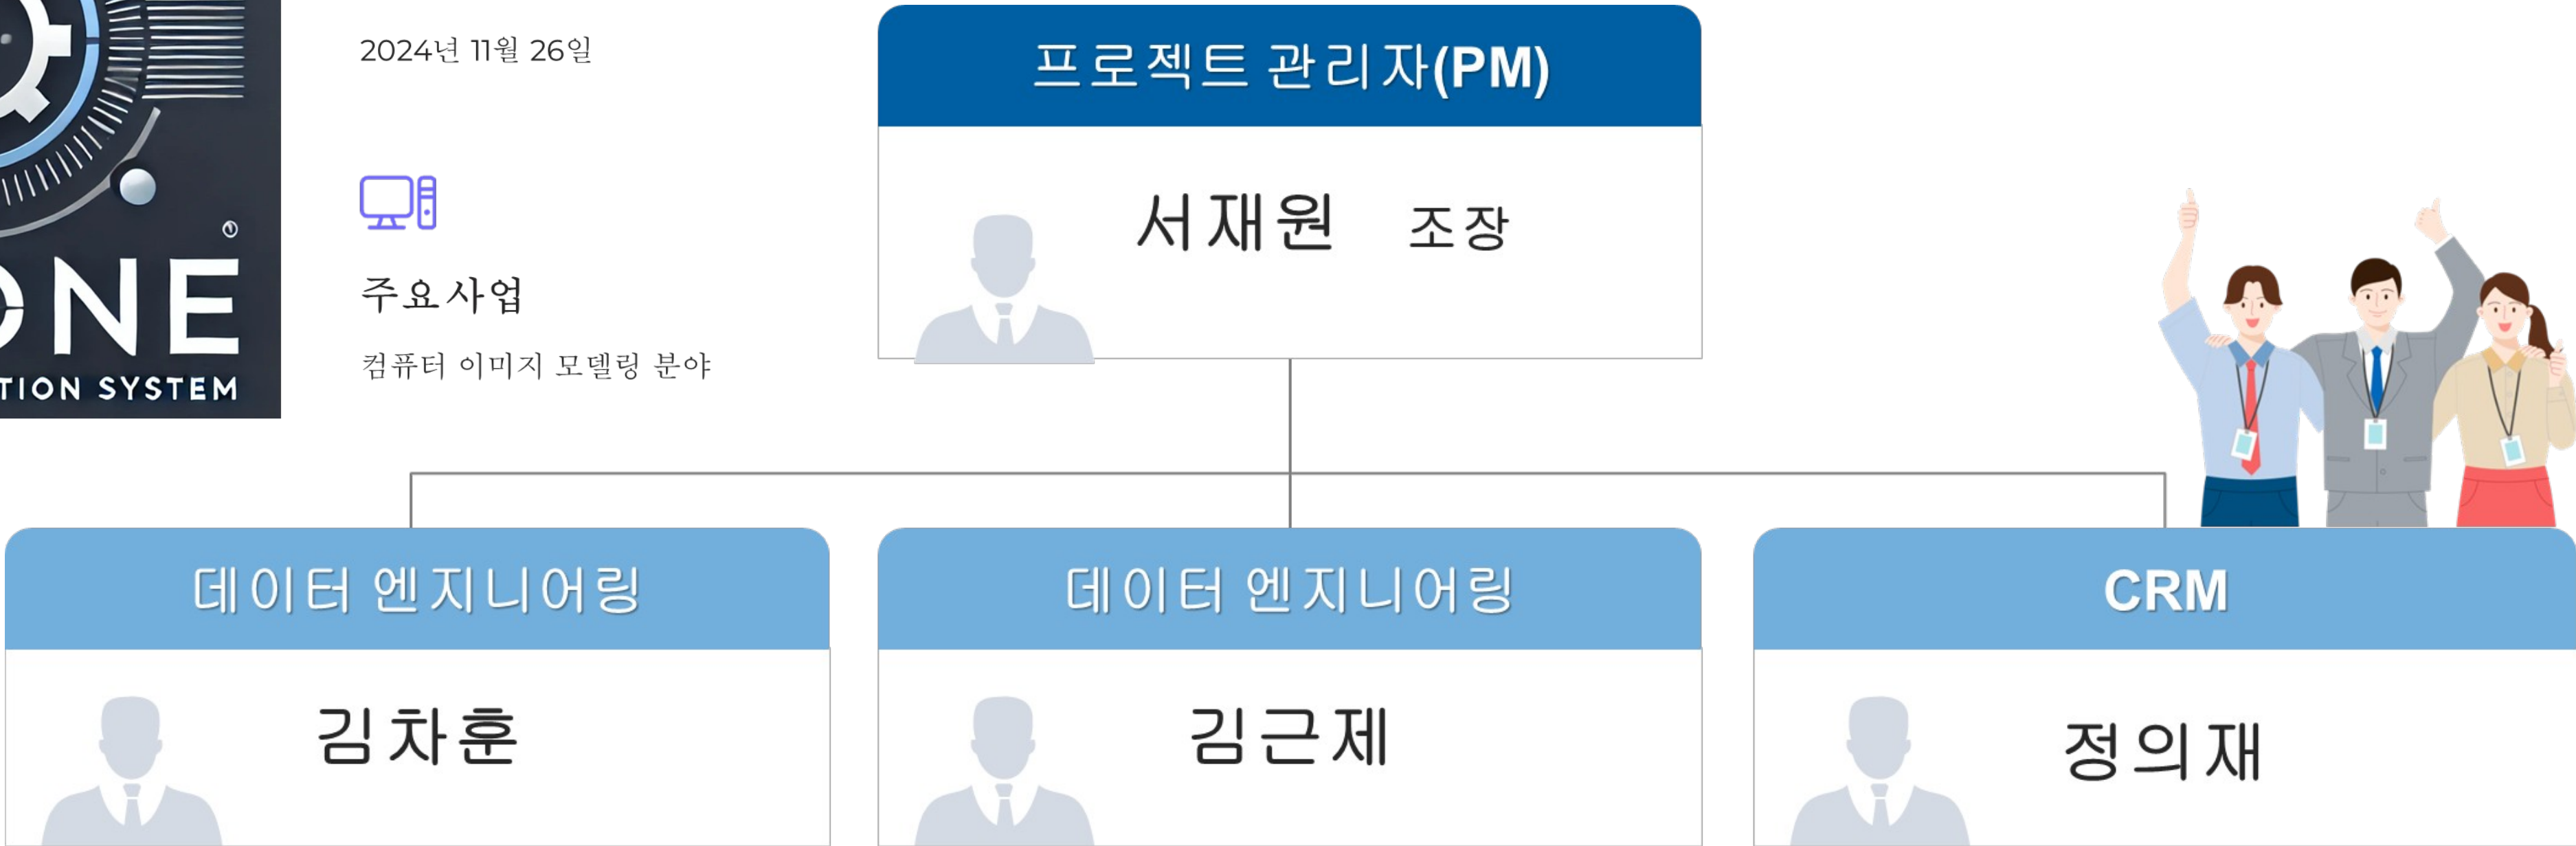 2024년 11월 26일
주요사업
컴퓨터 이미지 모델링 분야
NE
TION SYSTEM
프로젝트 관리자(PM)
서재원 조장
데이터 엔지니어링
김차훈
데이터 엔지니어링
김근제
CRM
정의재